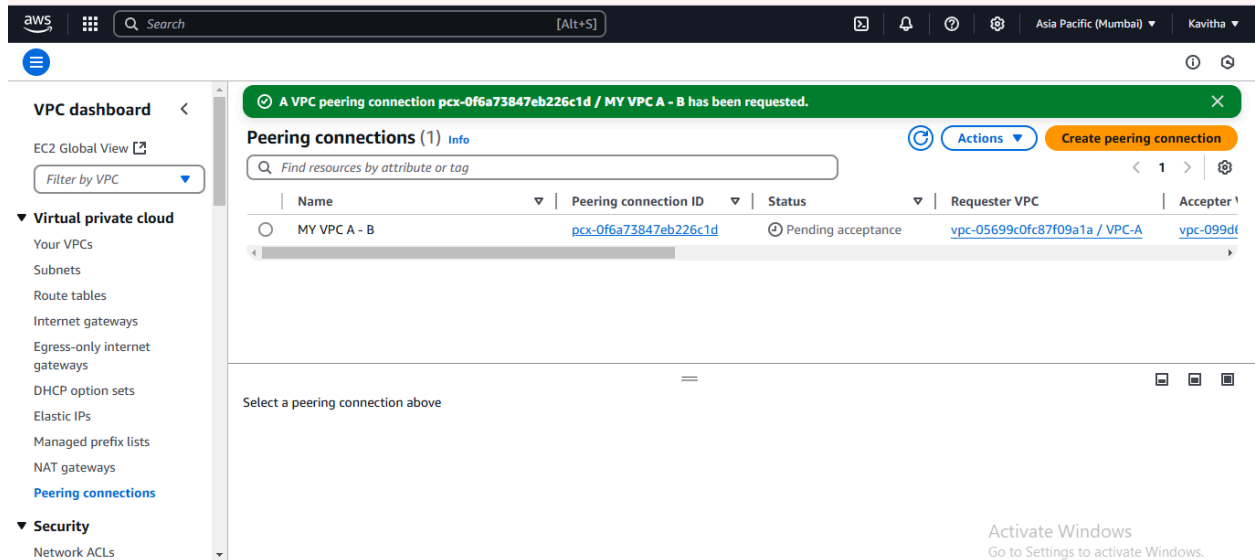 aws
Search [Alt+S]
Asia Pacific (Mumbai) Kavitha
VPC dashboard
EC2 Global View
Filter by VPC
Virtual private cloud
Your VPCs
Subnets
Route tables
Internet gateways
Egress-only internet
gateways
DHCP option sets
Elastic IPs
Managed prefix lists
NAT gateways
Peering connections
Security
Network ACLs
A VPC peering connection pcx-0f6a73847eb226c1d / MY VPC A - B has been requested.
Peering connections (1) Info
Actions
Create peering connection
Find resources by attribute or tag
1
Name Peering connection ID Status Requester VPC Accepter V
MY VPC A - B pcx-0f6a73847eb226c1d Pending acceptance vpc-05699c0fc87f09a1a / VPC-A vpc-099d6
Select a peering connection above
Activate Windows
Go to Settings to activate Windows.